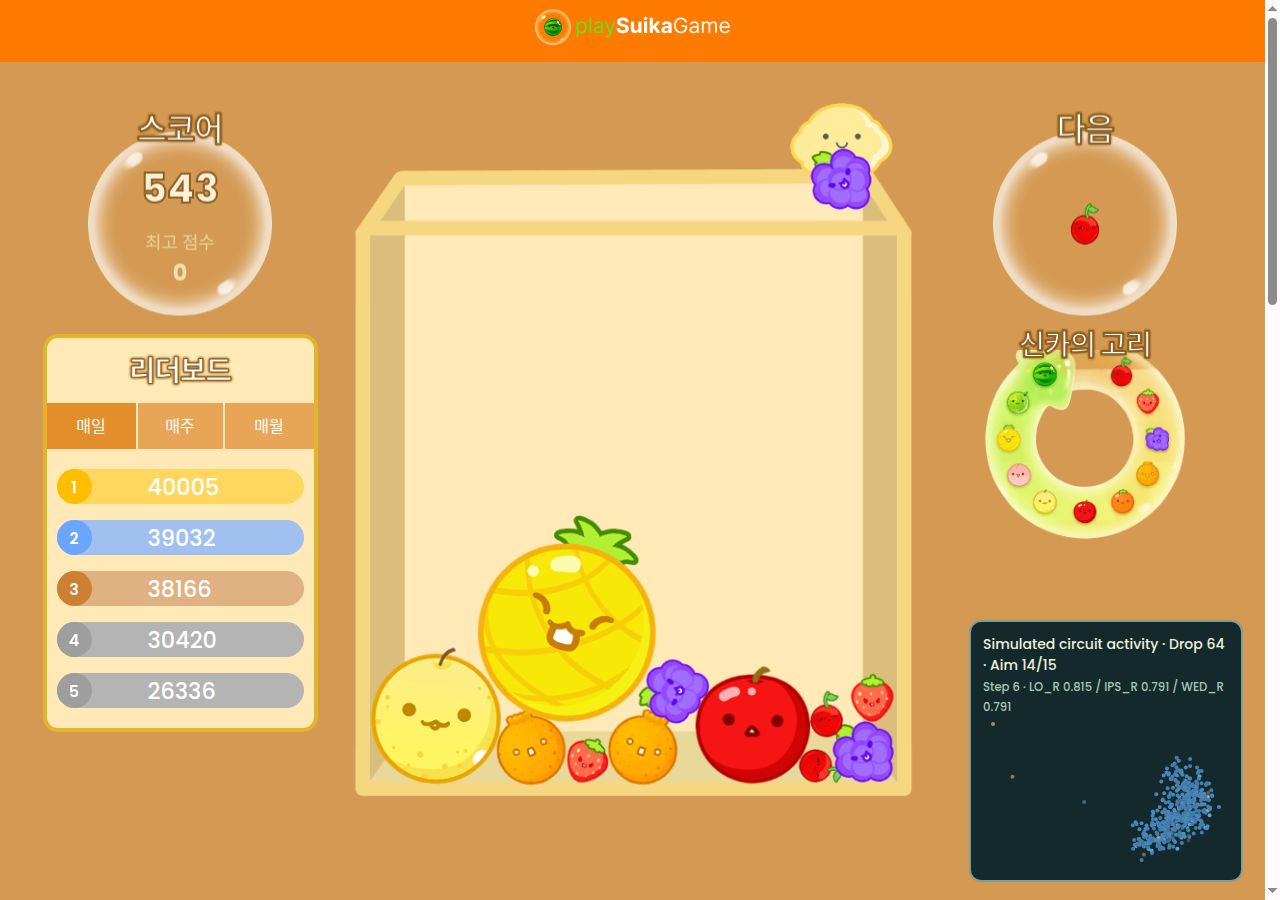 playSuikaGame
스코어
543
최고 점수
0
다음
신카의 고리
리더보드
매일 매주 매월
1 40005
2 39032
3 38166
4 30420
5 26336
Simulated circuit activity · Drop 64
· Aim 14/15
Step 6 · LO_R 0.815 / IPS_R 0.791 / WED_R
0.791